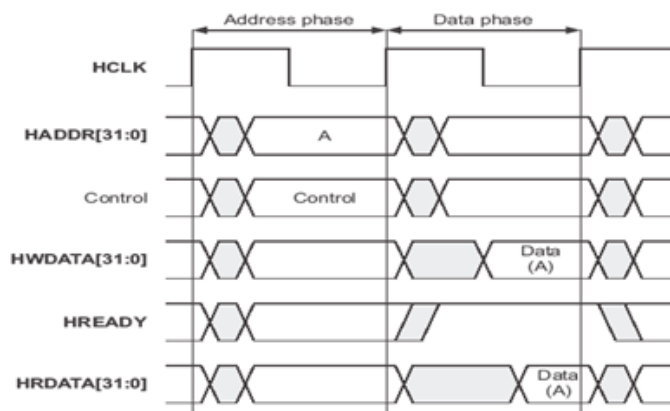 Address phase Data phase
HCLK
HADDR[31:0] A
Control Control
HWDATA[31:0] Data
(A)
HREADY
HRDATA[31:0] Data
(A)